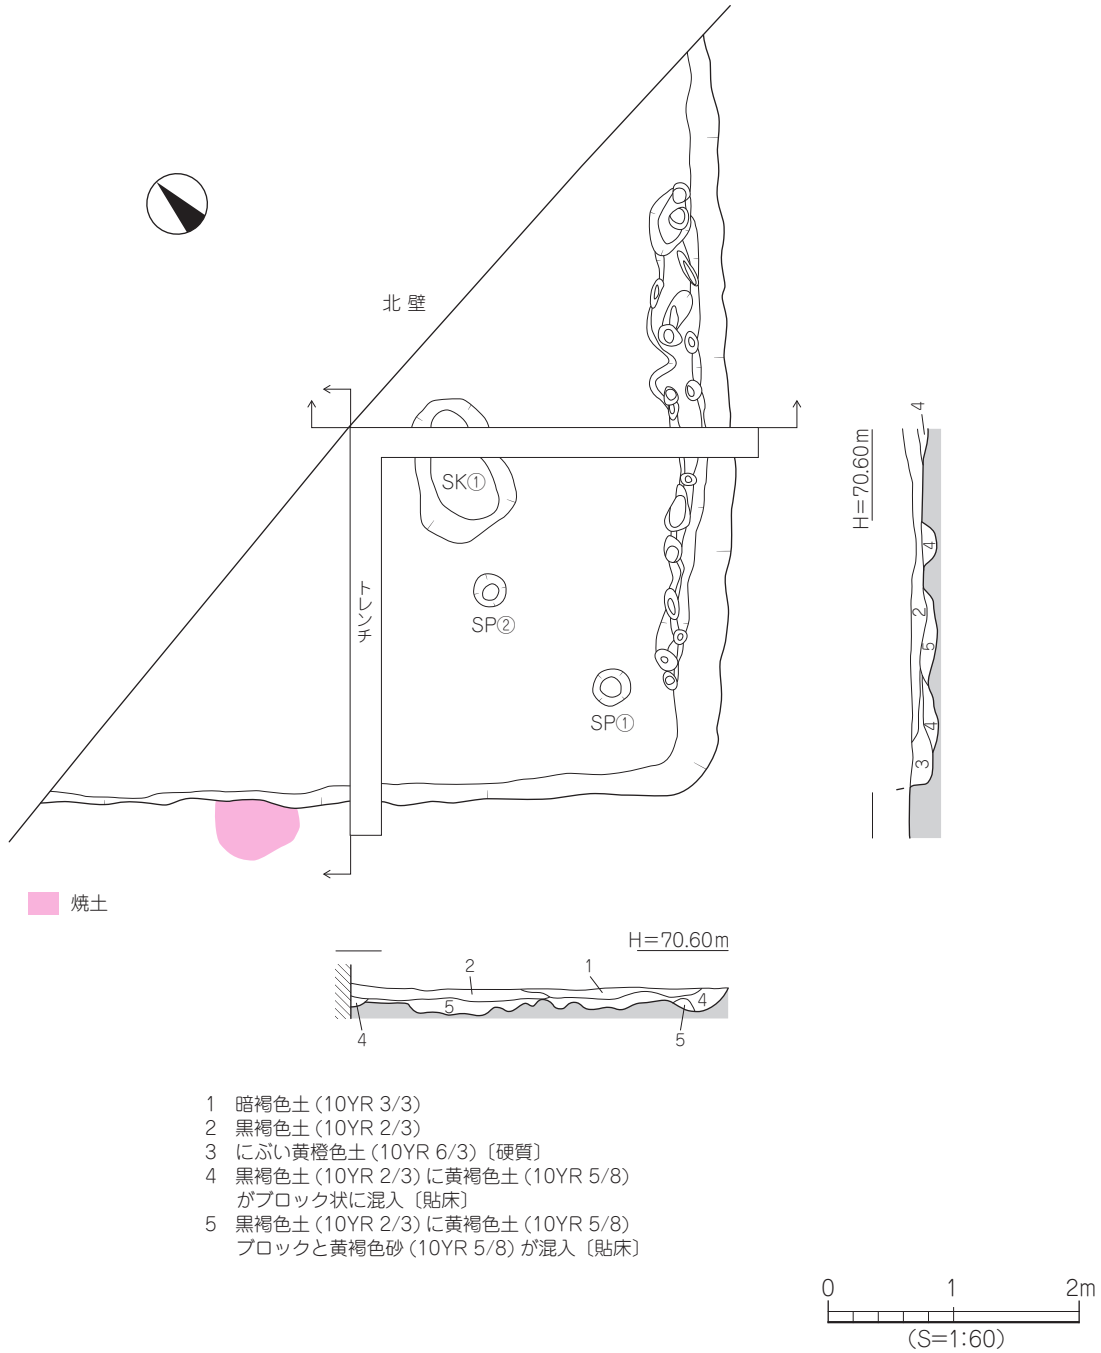 北壁
4
H=70.60m
SK①
4
トレンチ
SP②
2
5
SP①
4
3
焼土
H=70.60m
2
1
5
4
4
5
1 暗褐色土 (10YR 3/3)
2 黒褐色土 (10YR 2/3)
3 にぶい黄橙色土 (10YR 6/3)〔硬質〕
4 黒褐色土 (10YR 2/3) に黄褐色土 (10YR 5/8)
がブロック状に混入〔貼床〕
5 黒褐色土 (10YR 2/3) に黄褐色土 (10YR 5/8)
ブロックと黄褐色砂 (10YR 5/8) が混入〔貼床〕
0 1 2m
(S=1:60)